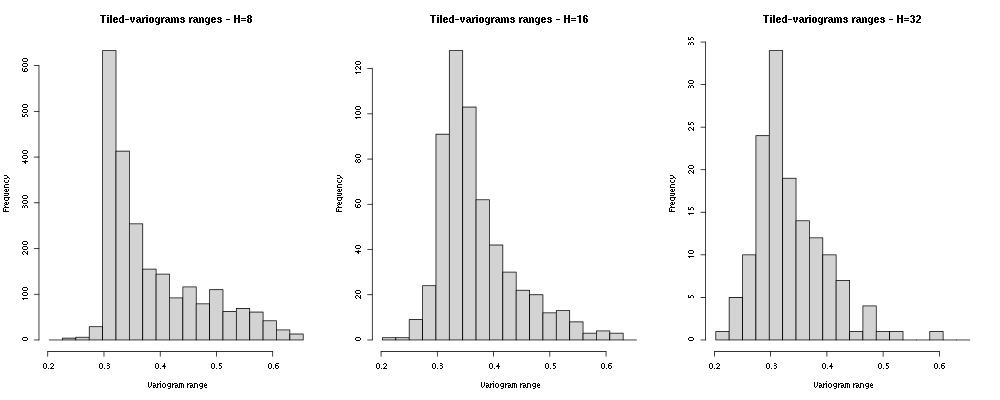 Tiled-variograms ranges - H=8
Frequency
600
500
400
300
200
100
0
0.2 0.3 0.4 0.5 0.6
Variogram range
Tiled-variograms ranges - H=16
Frequency
120
100
80
60
40
20
0
0.2 0.3 0.4 0.5 0.6
Variogram range
Tiled-variograms ranges - H=32
Frequency
35
30
25
20
15
10
5
0
0.2 0.3 0.4 0.5 0.6
Variogram range